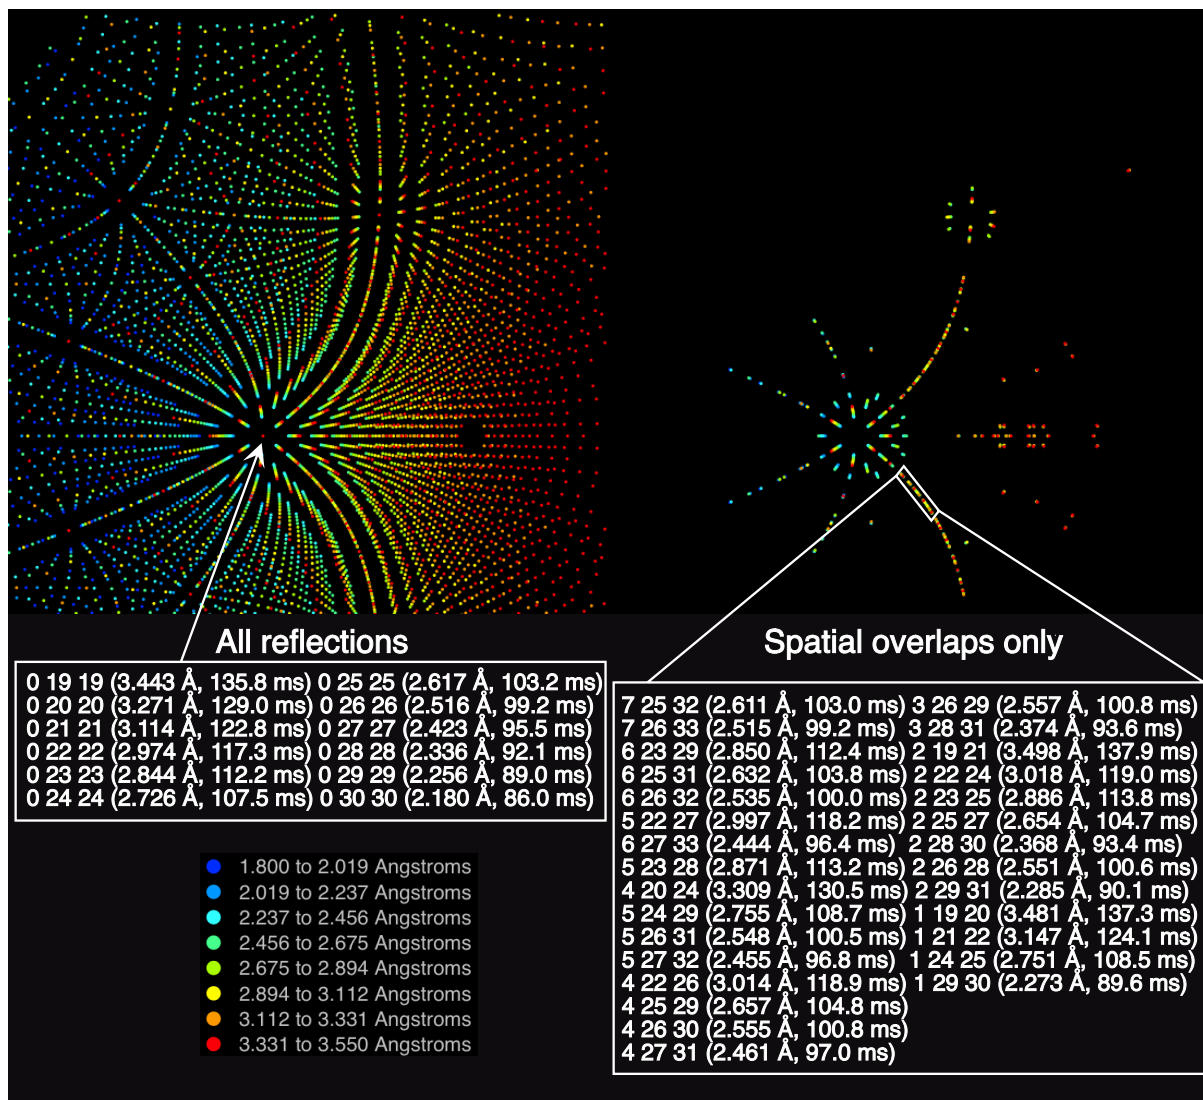 All reflections
Spatial overlaps only
0 19 19 (3.443 Å, 135.8 ms) 0 25 25 (2.617 Å, 103.2 ms)
0 20 20 (3.271 Å, 129.0 ms) 0 26 26 (2.516 Å, 99.2 ms)
0 21 21 (3.114 Å, 122.8 ms) 0 27 27 (2.423 Å, 95.5 ms)
0 22 22 (2.974 Å, 117.3 ms) 0 28 28 (2.336 Å, 92.1 ms)
0 23 23 (2.844 Å, 112.2 ms) 0 29 29 (2.256 Å, 89.0 ms)
0 24 24 (2.726 Å, 107.5 ms) 0 30 30 (2.180 Å, 86.0 ms)
7 25 32 (2.611 Å, 103.0 ms) 3 26 29 (2.557 Å, 100.8 ms)
7 26 33 (2.515 Å, 99.2 ms) 3 28 31 (2.374 Å, 93.6 ms)
6 23 29 (2.850 Å, 112.4 ms) 2 19 21 (3.498 Å, 137.9 ms)
6 25 31 (2.632 Å, 103.8 ms) 2 22 24 (3.018 Å, 119.0 ms)
6 26 32 (2.535 Å, 100.0 ms) 2 23 25 (2.886 Å, 113.8 ms)
5 22 27 (2.997 Å, 118.2 ms) 2 25 27 (2.654 Å, 104.7 ms)
6 27 33 (2.444 Å, 96.4 ms) 2 28 30 (2.368 Å, 93.4 ms)
5 23 28 (2.871 Å, 113.2 ms) 2 26 28 (2.551 Å, 100.6 ms)
4 20 24 (3.309 Å, 130.5 ms) 2 29 31 (2.285 Å, 90.1 ms)
5 24 29 (2.755 Å, 108.7 ms) 1 19 20 (3.481 Å, 137.3 ms)
5 26 31 (2.548 Å, 100.5 ms) 1 21 22 (3.147 Å, 124.1 ms)
5 27 32 (2.455 Å, 96.8 ms) 1 24 25 (2.751 Å, 108.5 ms)
4 22 26 (3.014 Å, 118.9 ms) 1 29 30 (2.273 Å, 89.6 ms)
4 25 29 (2.657 Å, 104.8 ms)
4 26 30 (2.555 Å, 100.8 ms)
4 27 31 (2.461 Å, 97.0 ms)
1.800 to 2.019 Angstroms
2.019 to 2.237 Angstroms
2.237 to 2.456 Angstroms
2.456 to 2.675 Angstroms
2.675 to 2.894 Angstroms
2.894 to 3.112 Angstroms
3.112 to 3.331 Angstroms
3.331 to 3.550 Angstroms